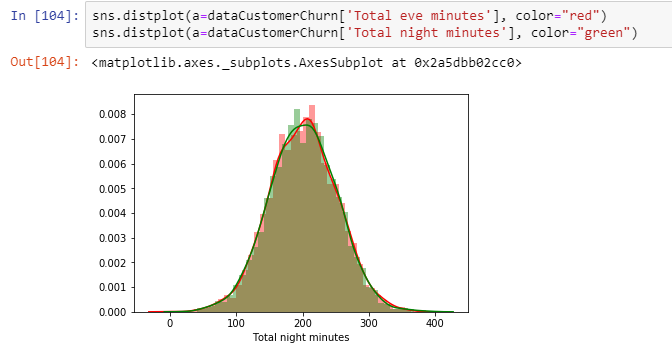 In [104]: sns.distplot(a=dataCustomerChurn['Total eve minutes'], color="red")
sns.distplot(a=dataCustomerChurn['Total night minutes'], color="green")
Out[104]: <matplotlib.axes._subplots.AxesSubplot at 0x2a5dbb02cc0>
0.008
0.007
0.006
0.005
0.004
0.003
0.002
0.001
0.000
0 100 200 300 400
Total night minutes